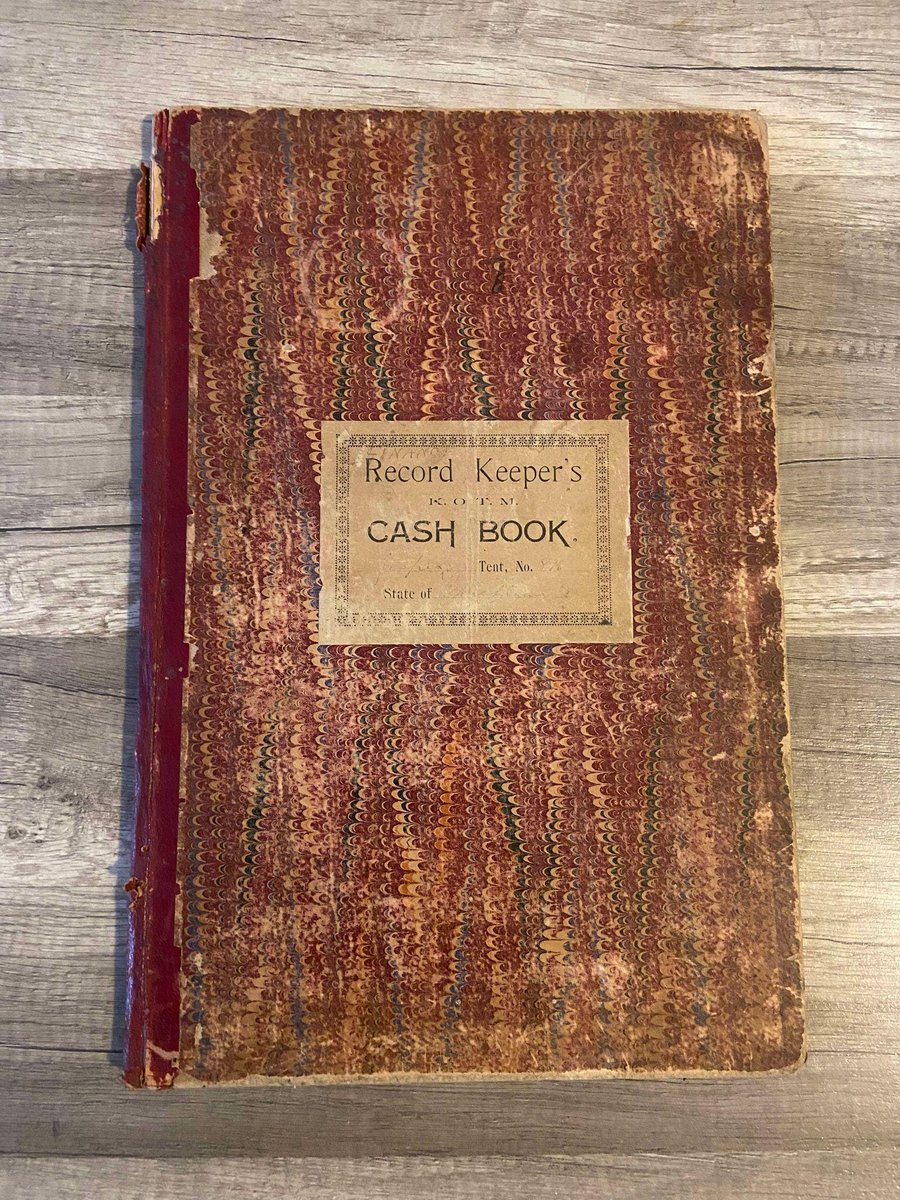 Record Keeper's
K. O. T. M.
CASH BOOK.
Tent, No.
State of